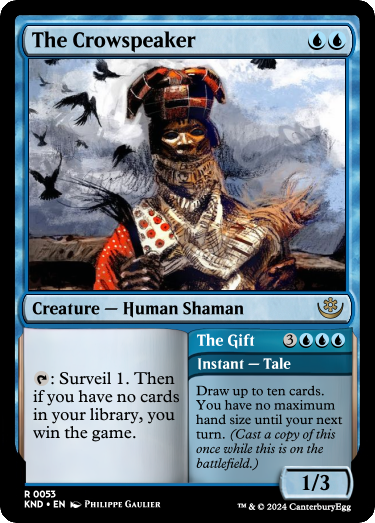 The Crowspeaker
Creature — Human Shaman
: Surveil 1. Then
if you have no cards
in your library, you
win the game.
The Gift 3
Instant — Tale
Draw up to ten cards.
You have no maximum
hand size until your next
turn. (Cast a copy of this
once while this is on the
battlefield.)
1/3
R 0053
KND • EN Philippe Gaulier
™ & © 2024 CanterburyEgg